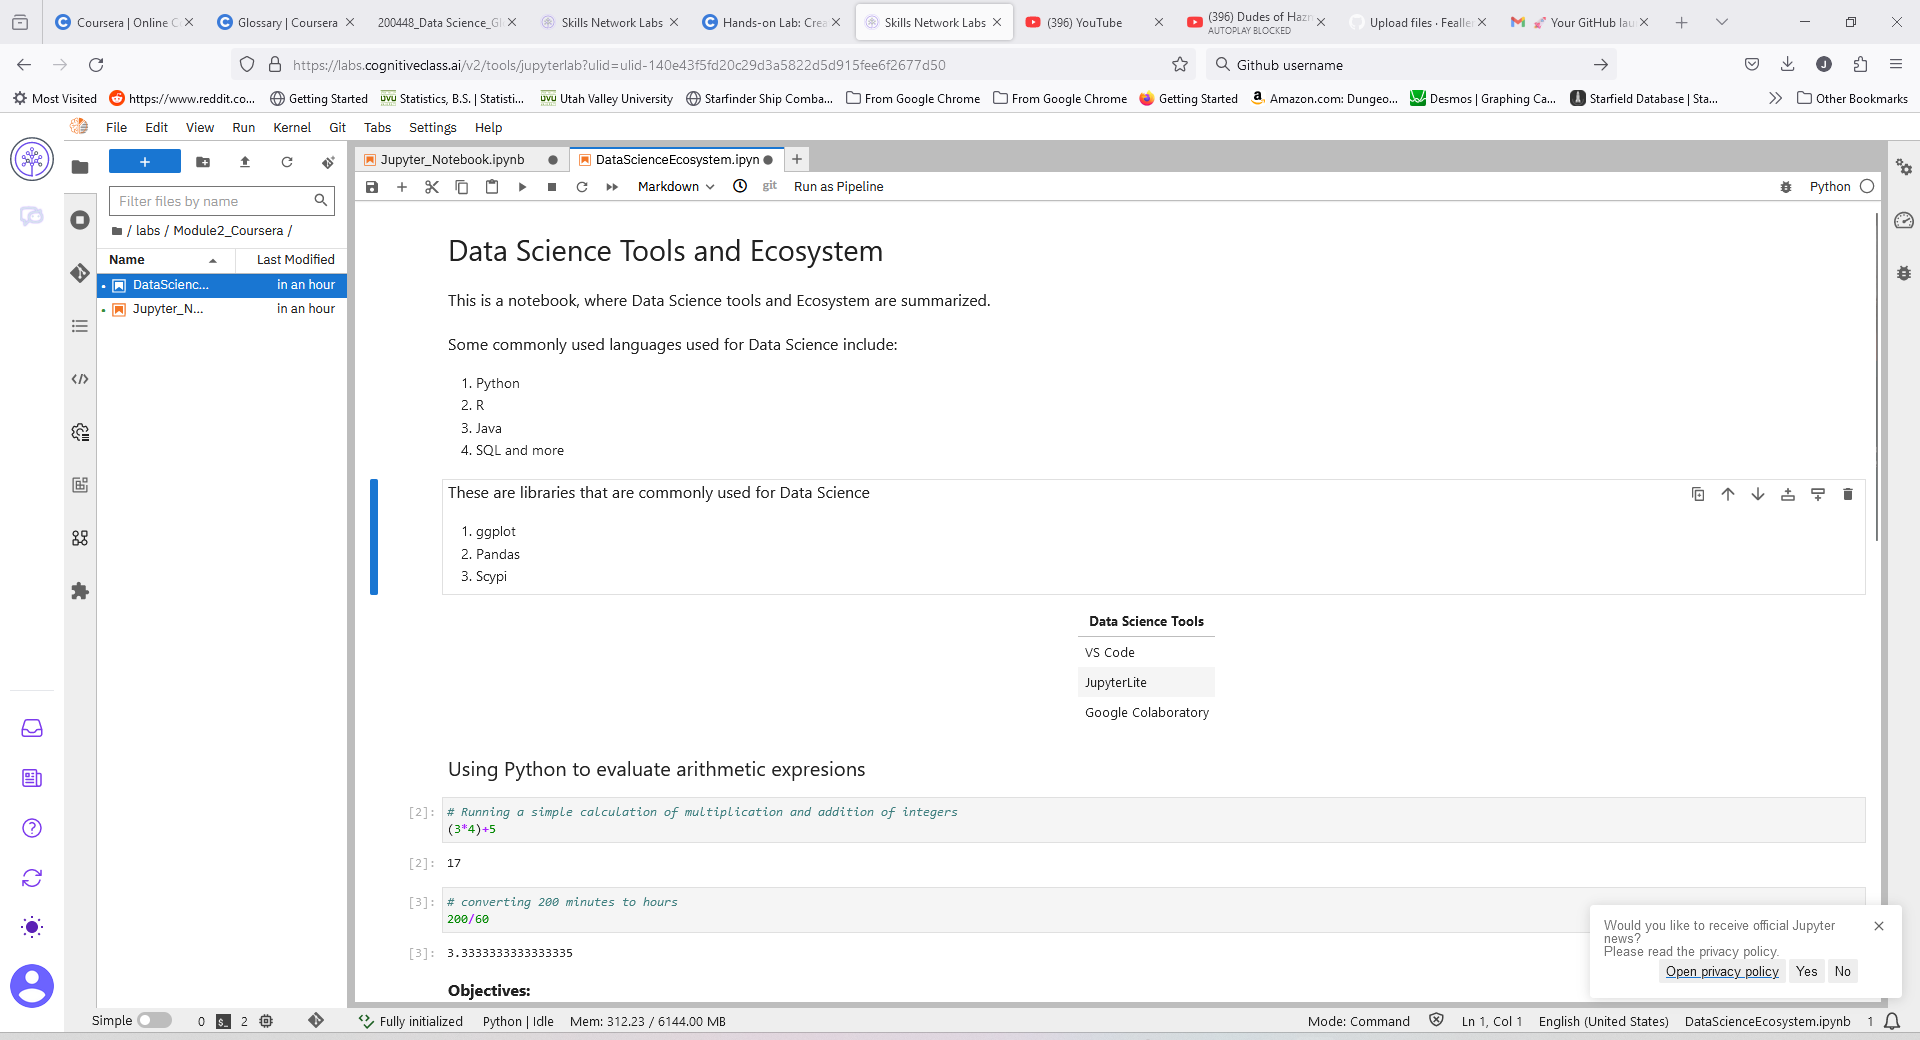 Coursera | Online C
Glossary | Coursera
200448_Data Science_Gl
Skills Network Labs
Hands-on Lab: Crea
Skills Network Labs
(396) YouTube
(396) Dudes of Hazn
AUTOPLAY BLOCKED
Upload files · Fealler
Your GitHub lau
https://labs.cognitiveclass.ai/v2/tools/jupyterlab?ulid=ulid-140e43f5fd20c29d3a5822d5d915fee6f2677d50
Github username
Most Visited
https://www.reddit.co...
Getting Started
Statistics, B.S. | Statisti...
Utah Valley University
Starfinder Ship Comba...
From Google Chrome
From Google Chrome
Getting Started
Amazon.com: Dungeo...
Desmos | Graphing Ca...
Starfield Database | Sta...
Other Bookmarks
File Edit View Run Kernel Git Tabs Settings Help
Jupyter_Notebook.ipynb
DataScienceEcosystem.ipyn
Filter files by name
Markdown
git
Run as Pipeline
Python
/ labs / Module2_Coursera /
Name Last Modified
DataScienc... in an hour
Jupyter_N... in an hour
Data Science Tools and Ecosystem
This is a notebook, where Data Science tools and Ecosystem are summarized.
Some commonly used languages used for Data Science include:
1. Python
2. R
3. Java
4. SQL and more
These are libraries that are commonly used for Data Science
1. ggplot
2. Pandas
3. Scypi
Data Science Tools
VS Code
JupyterLite
Google Colaboratory
Using Python to evaluate arithmetic expresions
[2]: # Running a simple calculation of multiplication and addition of integers
(3*4)+5
[2]: 17
[3]: # converting 200 minutes to hours
200/60
[3]: 3.3333333333333335
Objectives:
Would you like to receive official Jupyter
news?
Please read the privacy policy.
Open privacy policy Yes No
Simple 0 2 Fully initialized Python | Idle Mem: 312.23 / 6144.00 MB
Mode: Command Ln 1, Col 1 English (United States) DataScienceEcosystem.ipynb 1